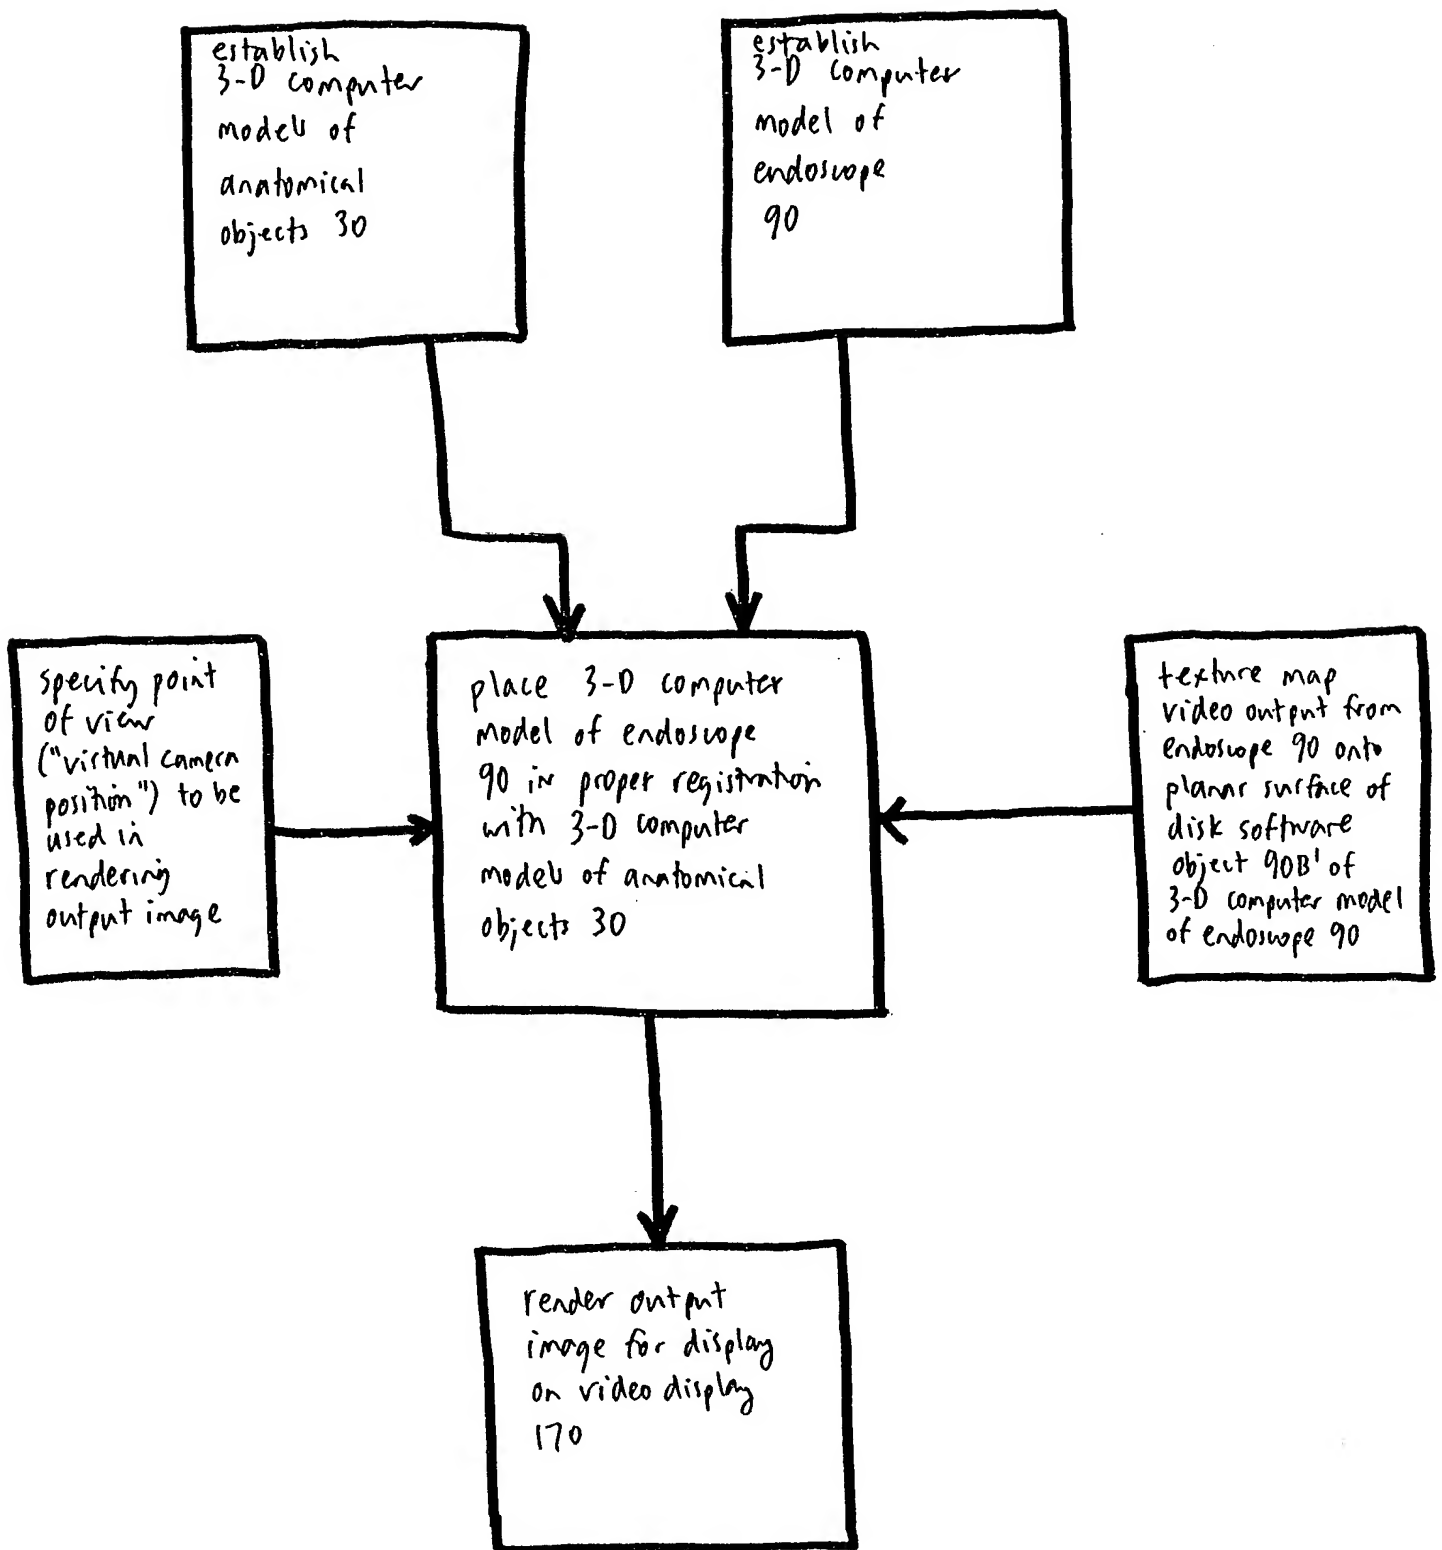 establish
3-D computer
models of
anatomical
objects 30
establish
3-D computer
model of
endoscope
90
specify point
of view
("virtual camera
position") to be
used in
rendering
output image
place 3-D computer
model of endoscope
90 in proper registration
with 3-D computer
models of anatomical
objects 30
texture map
video output from
endoscope 90 onto
planar surface of
disk software
object 90B' of
3-D computer model
of endoscope 90
render output
image for display
on video display
170